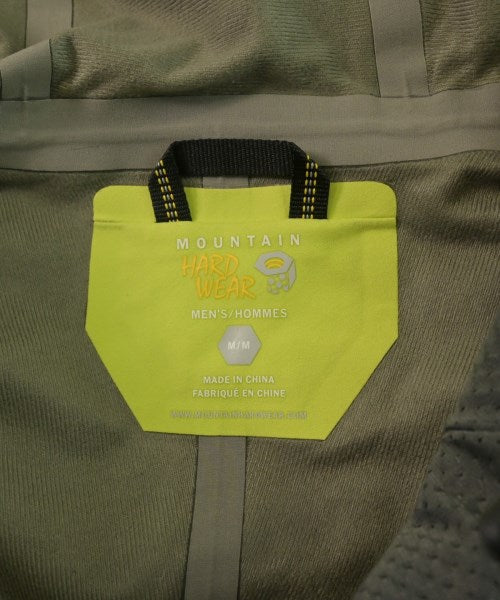 MOUNTAIN
HARD
WEAR
MEN'S/HOMMES
M/M
MADE IN CHINA
FABRIQUÉ EN CHINE
WWW.MOUNTAINHARDWEAR.COM